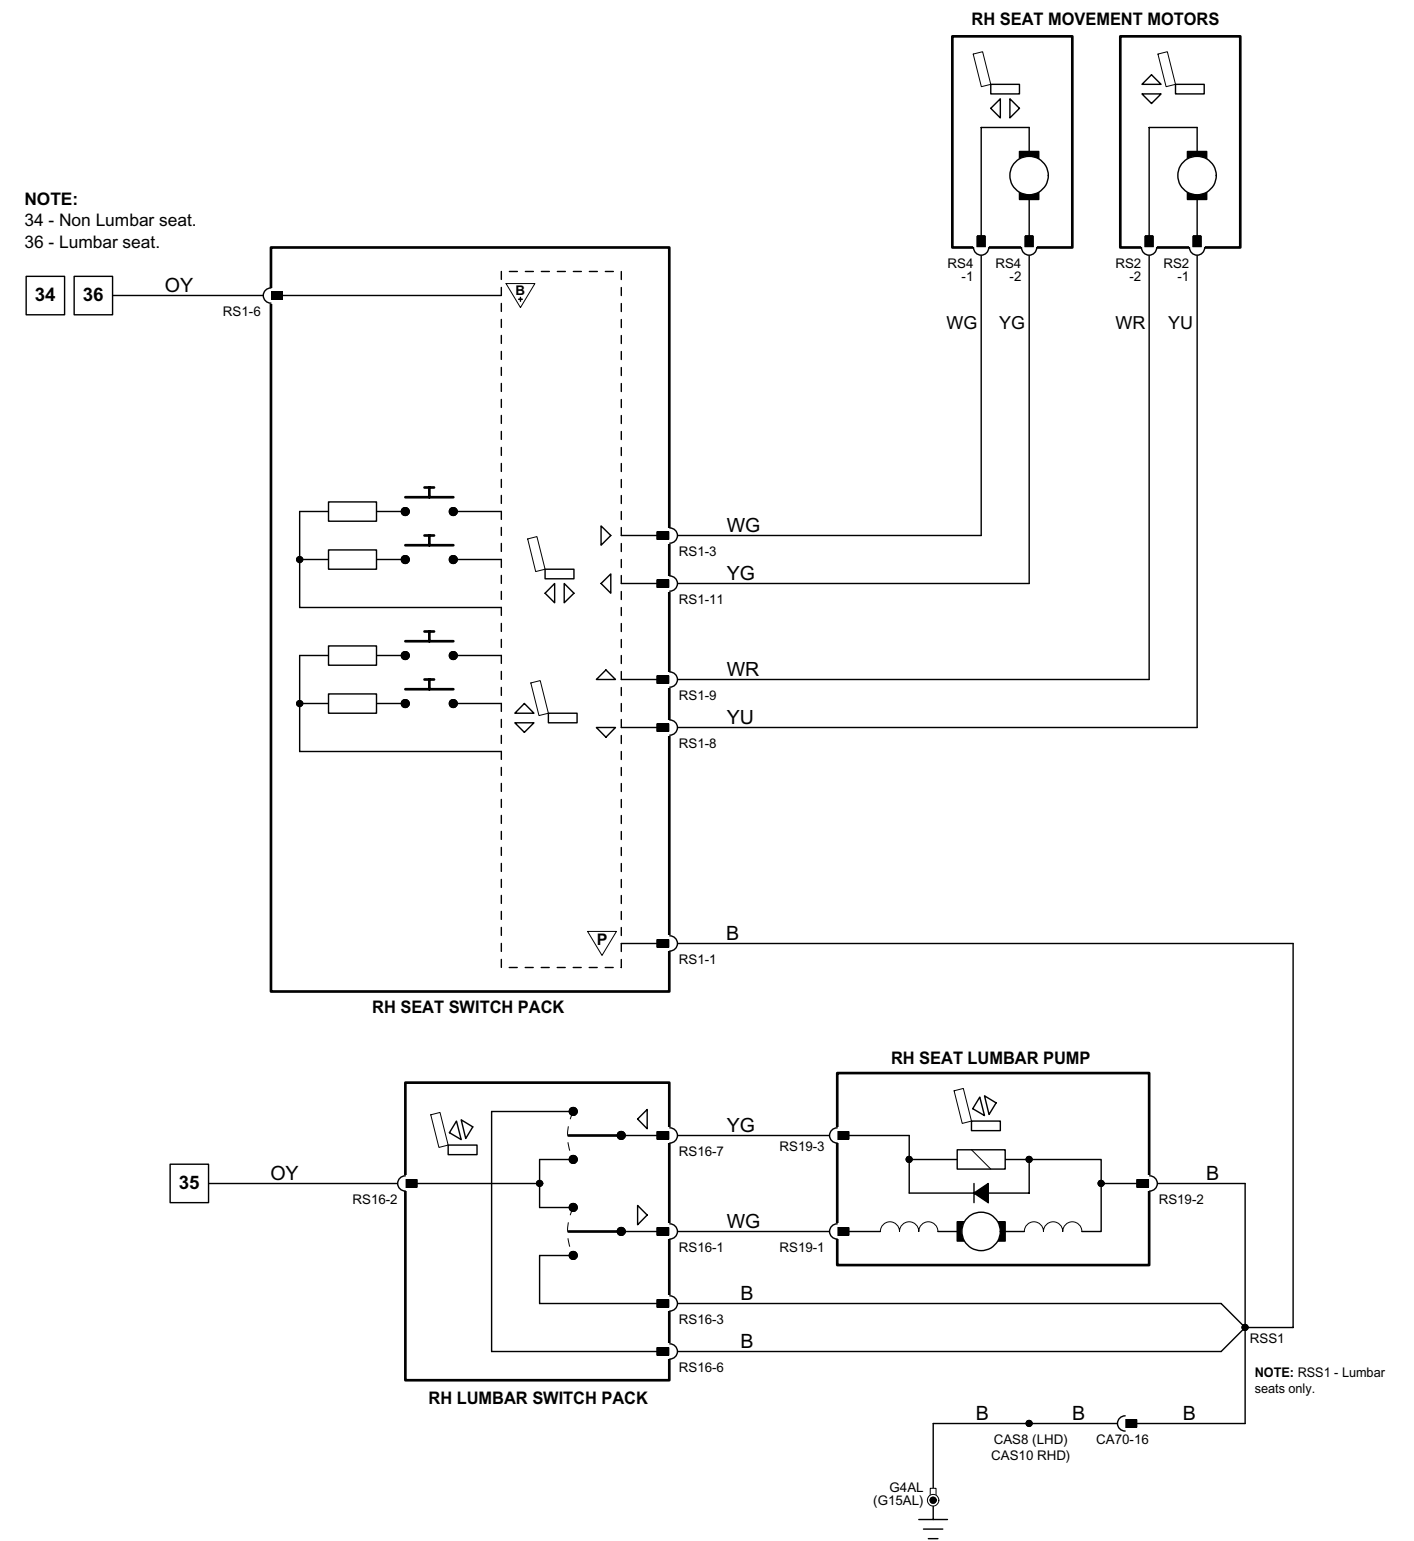 RH SEAT MOVEMENT MOTORS
NOTE:
34 - Non Lumbar seat.
36 - Lumbar seat.
34
36
OY
RS1-6
B
+
RS4
-1
RS4
-2
RS2
-2
RS2
-1
WG
YG
WR
YU
WG
RS1-3
YG
RS1-11
WR
RS1-9
YU
RS1-8
P
B
RS1-1
RH SEAT SWITCH PACK
RH SEAT LUMBAR PUMP
35
OY
RS16-2
YG
RS16-7
RS19-3
WG
RS16-1
RS19-1
B
RS19-2
B
RS16-3
B
RS16-6
RSS1
RH LUMBAR SWITCH PACK
NOTE: RSS1 - Lumbar
seats only.
B
B
B
CAS8 (LHD)
CAS10 RHD)
CA70-16
G4AL
(G15AL)